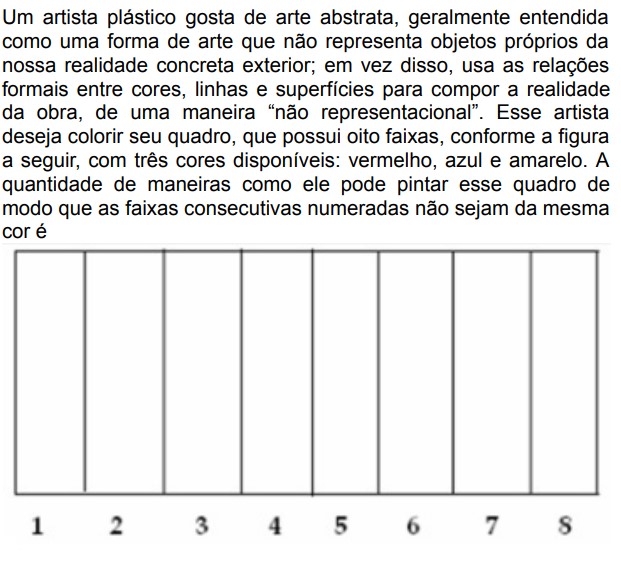 Um artista plástico gosta de arte abstrata, geralmente entendida
como uma forma de arte que não representa objetos próprios da
nossa realidade concreta exterior; em vez disso, usa as relações
formais entre cores, linhas e superfícies para compor a realidade
da obra, de uma maneira “não representacional”. Esse artista
deseja colorir seu quadro, que possui oito faixas, conforme a figura
a seguir, com três cores disponíveis: vermelho, azul e amarelo. A
quantidade de maneiras como ele pode pintar esse quadro de
modo que as faixas consecutivas numeradas não sejam da mesma
cor é
1 2 3 4 5 6 7 8